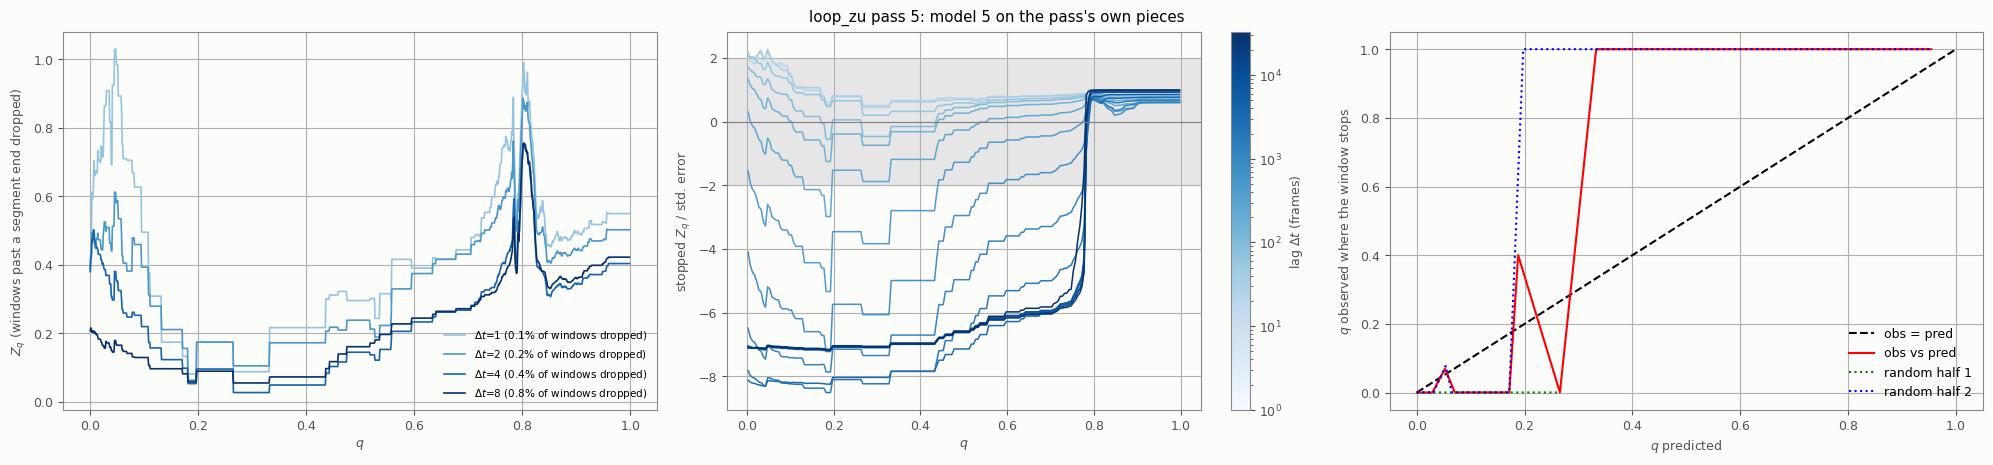 loop_zu pass 5: model 5 on the pass's own pieces
Z_q (windows past a segment end dropped)
1.0
0.8
0.6
0.4
0.2
0.0
0.0 0.2 0.4 0.6 0.8 1.0
q
Δt=1 (0.1% of windows dropped)
Δt=2 (0.2% of windows dropped)
Δt=4 (0.4% of windows dropped)
Δt=8 (0.8% of windows dropped)
stopped Z_q / std. error
2
0
−2
−4
−6
−8
0.0 0.2 0.4 0.6 0.8 1.0
q
10^4
10^3
10^2
10^1
10^0
lag Δt (frames)
q observed where the window stops
1.0
0.8
0.6
0.4
0.2
0.0
0.0 0.2 0.4 0.6 0.8 1.0
q predicted
obs = pred
obs vs pred
random half 1
random half 2